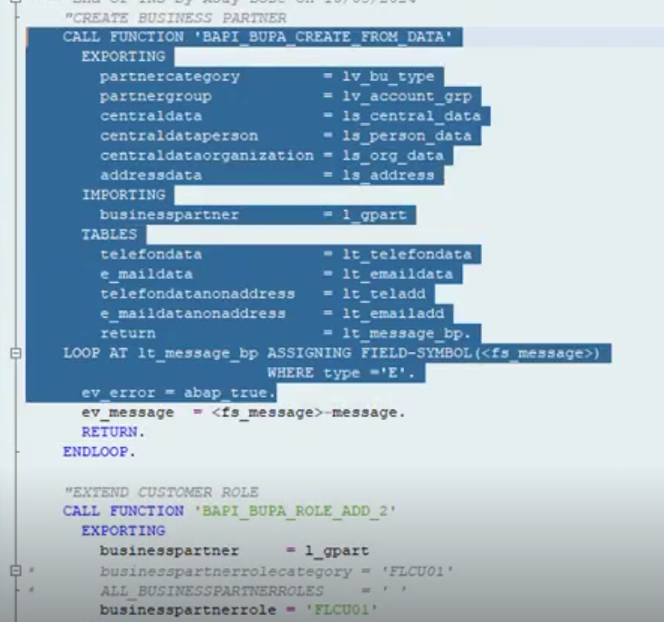 "CREATE BUSINESS PARTNER
CALL FUNCTION 'BAPI_BUPA_CREATE_FROM_DATA'
EXPORTING
partnercategory = lv_bu_type
partnergroup = lv_account_grp
centraldata = ls_central_data
centraldataperson = ls_person_data
centraldataorganization = ls_org_data
addressdata = ls_address
IMPORTING
businesspartner = l_gpart
TABLES
telefondata = lt_telefondata
e_maildata = lt_emaildata
telefondatanonaddress = lt_teladd
e_maildatanonaddress = lt_emailadd
return = lt_message_bp.
LOOP AT lt_message_bp ASSIGNING FIELD-SYMBOL(<fs_message>)
WHERE type ='E'.
ev_error = abap_true.
ev_message = <fs_message>-message.
RETURN.
ENDLOOP.
"EXTEND CUSTOMER ROLE
CALL FUNCTION 'BAPI_BUPA_ROLE_ADD_2'
EXPORTING
businesspartner = l_gpart
* businesspartnerrolecategory = 'FLCU01'
* ALL_BUSINESSPARTNERROLES = ' '
businesspartnerrole = 'FLCU01'